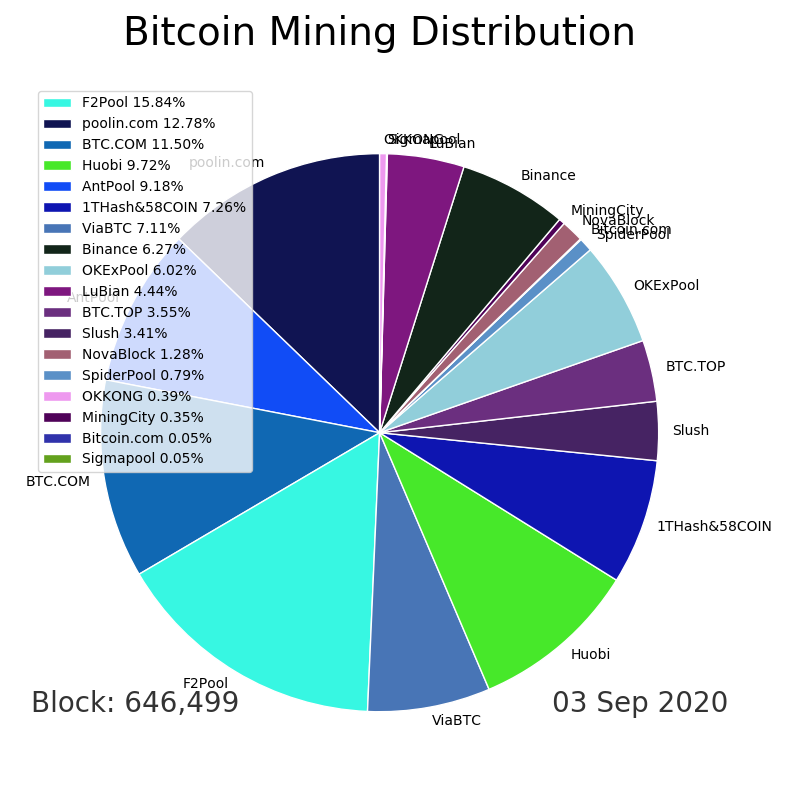 Bitcoin Mining Distribution
F2Pool 15.84%
poolin.com 12.78%
BTC.COM 11.50%
Huobi 9.72%
AntPool 9.18%
1THash&58COIN 7.26%
ViaBTC 7.11%
Binance 6.27%
OKExPool 6.02%
LuBian 4.44%
BTC.TOP 3.55%
Slush 3.41%
NovaBlock 1.28%
SpiderPool 0.79%
OKKONG 0.39%
MiningCity 0.35%
Bitcoin.com 0.05%
Sigmapool 0.05%
OKKONG
Sigmapool
LuBian
Binance
MiningCity
NovaBlock
Bitcoin.com
SpiderPool
OKExPool
BTC.TOP
Slush
1THash&58COIN
Huobi
ViaBTC
F2Pool
BTC.COM
AntPool
poolin.com
Block: 646,499
03 Sep 2020